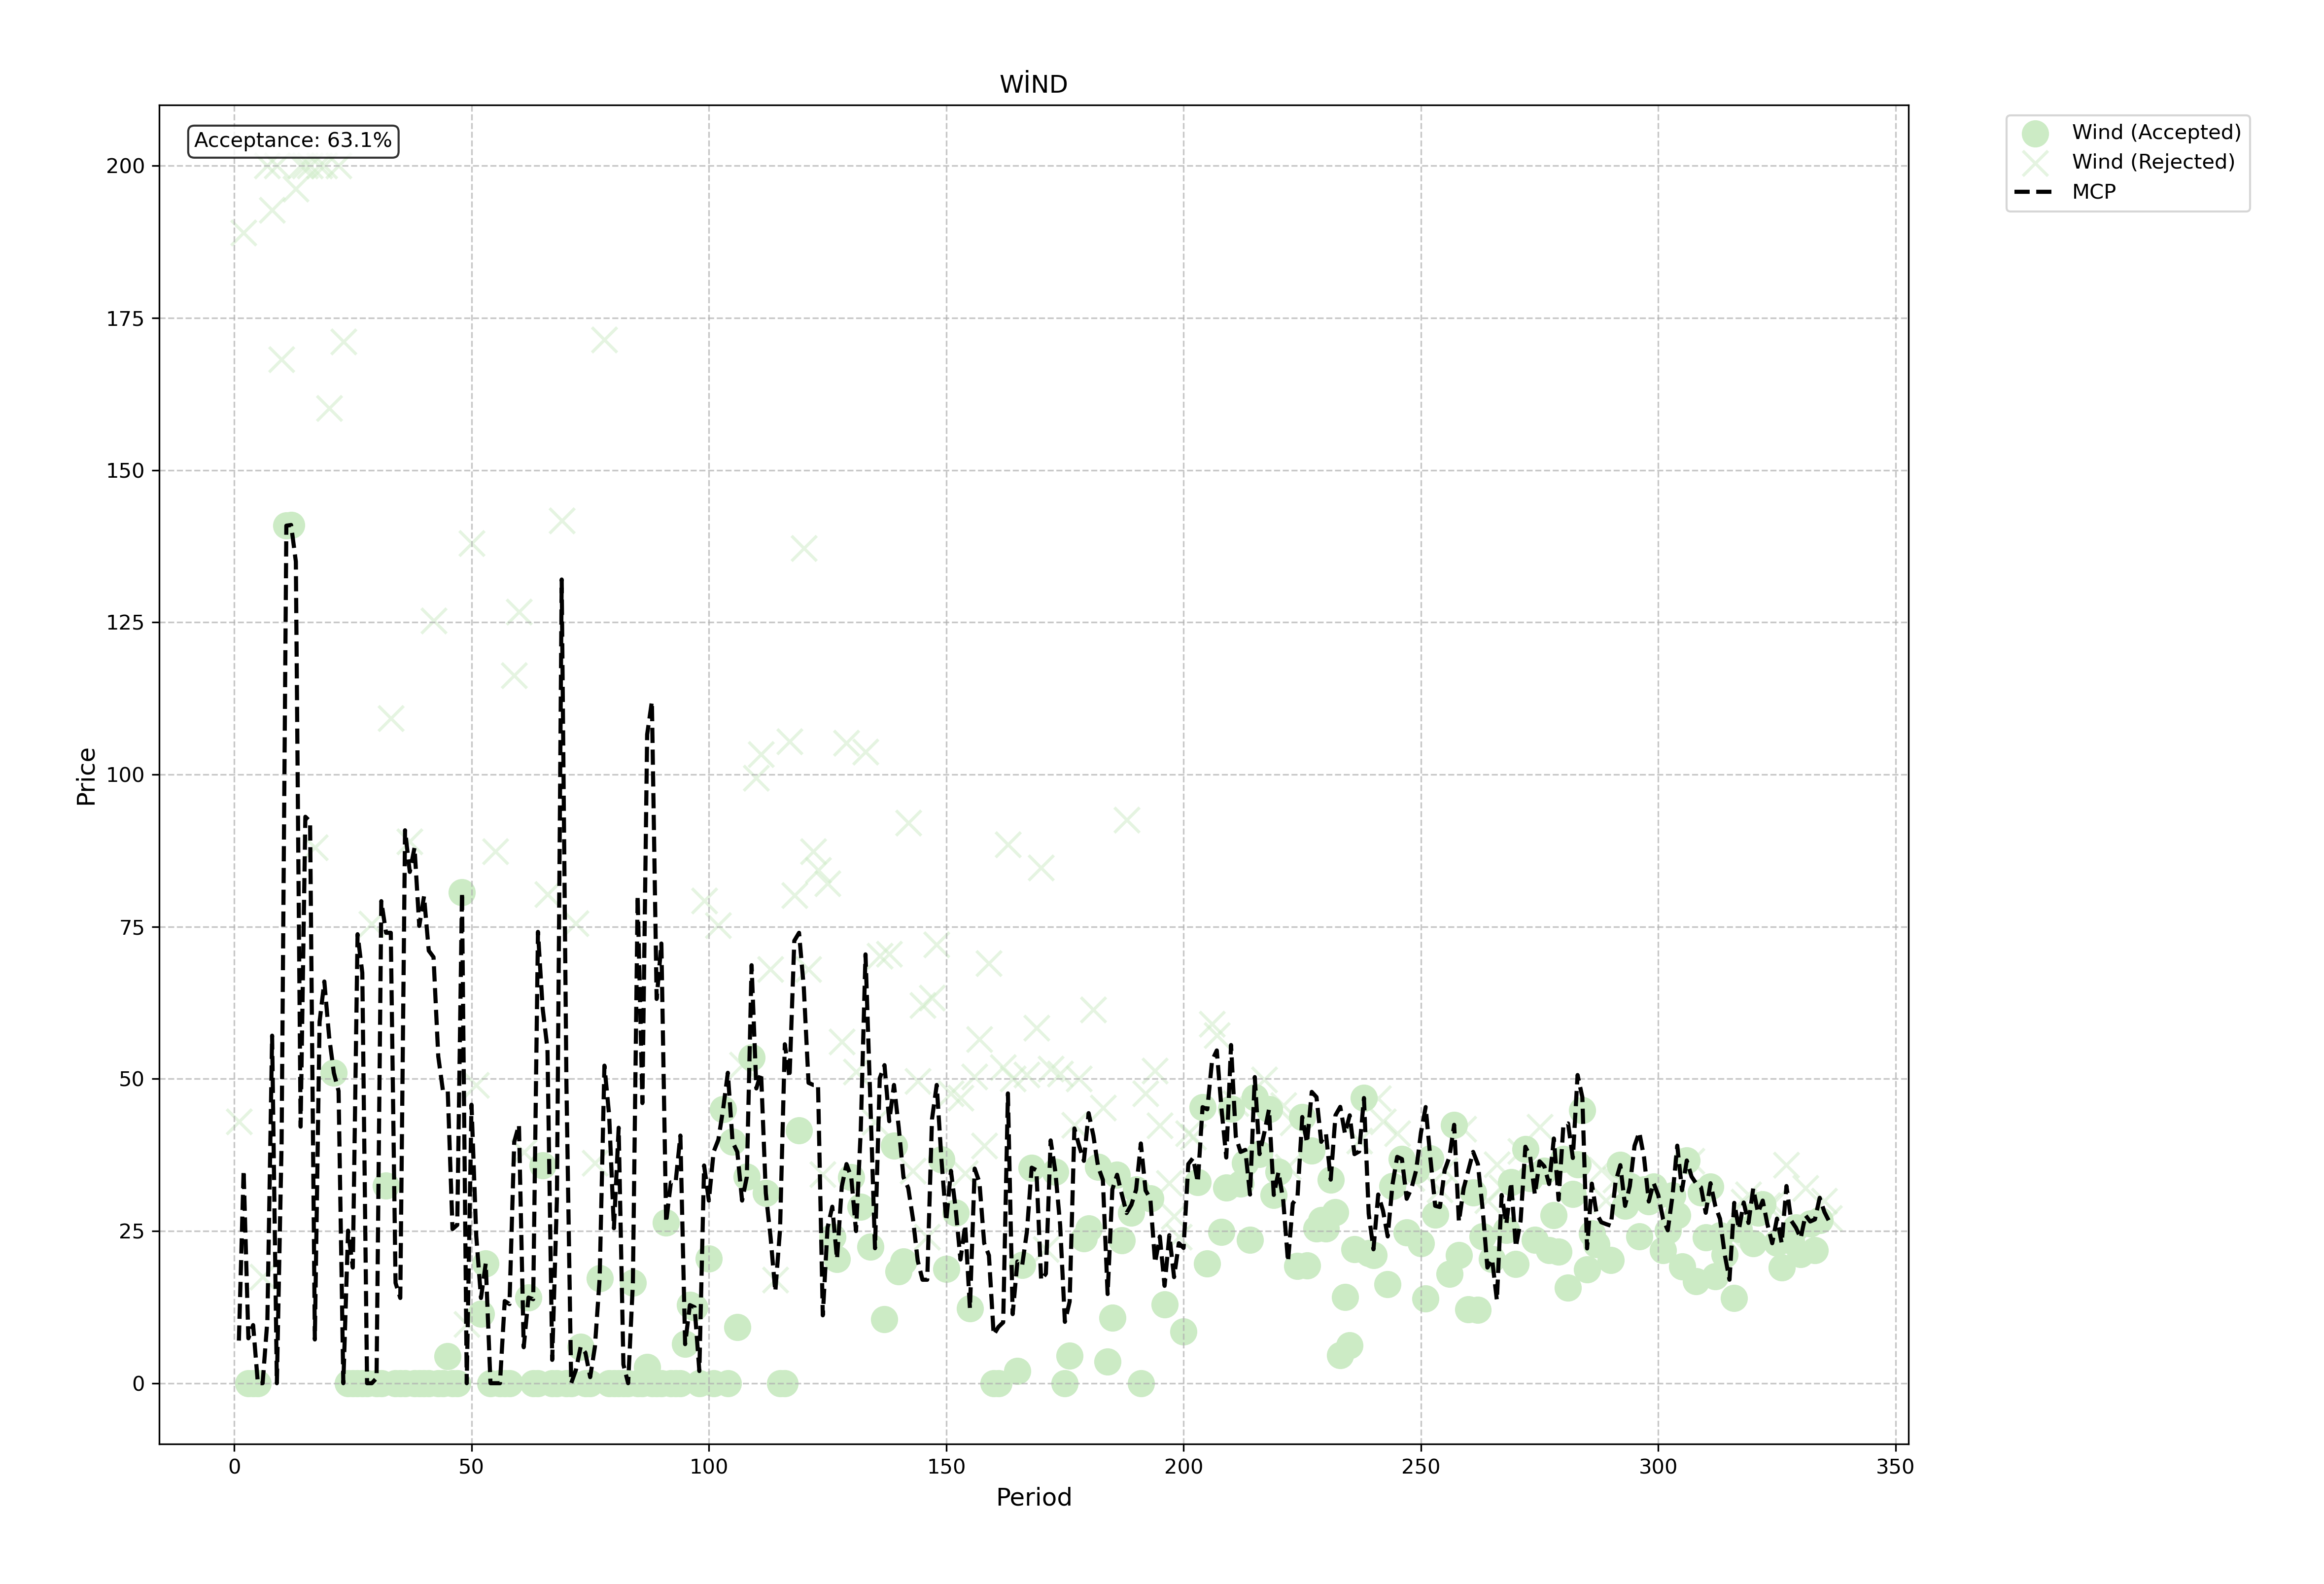 WİND
Acceptance: 63.1%
Wind (Accepted)
Wind (Rejected)
MCP
200
175
150
125
100
75
50
25
0
Price
0 50 100 150 200 250 300 350
Period